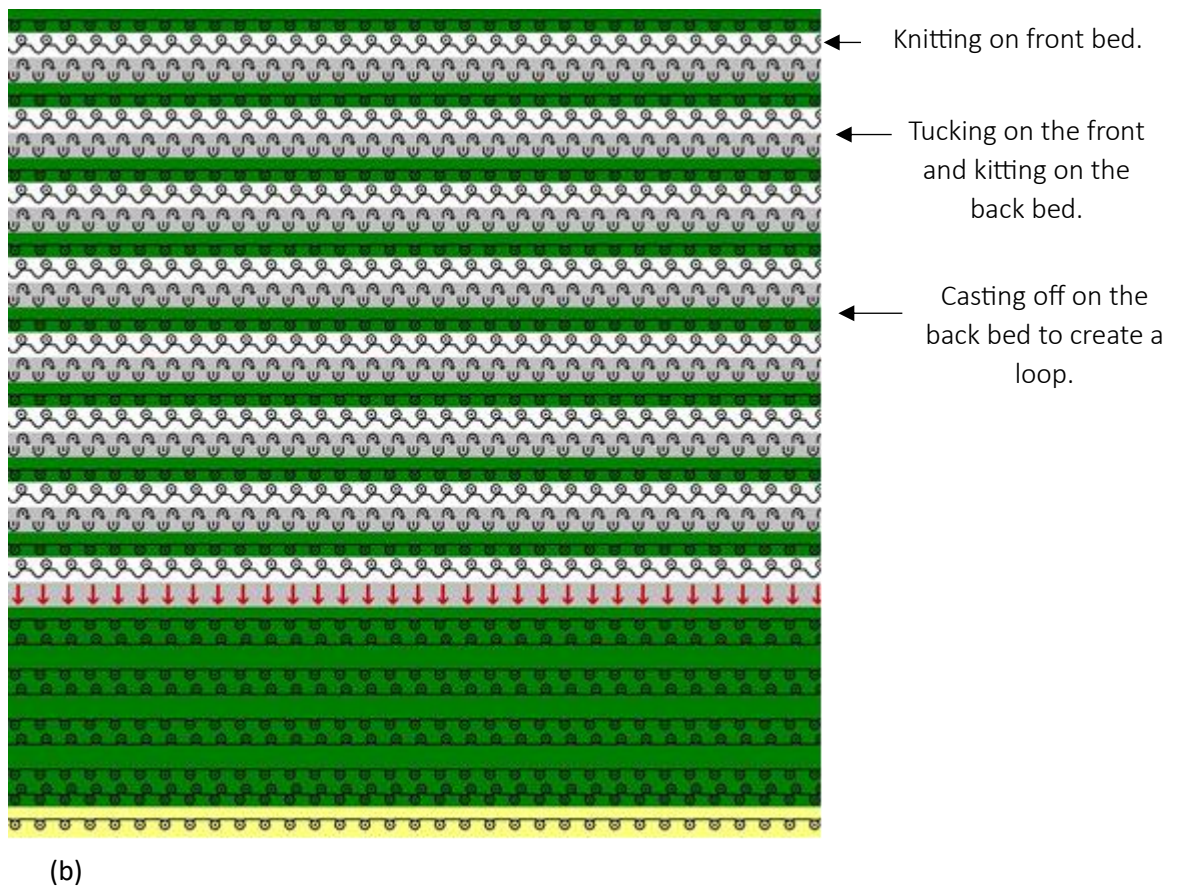 Knitting on front bed.
Tucking on the front
and kitting on the
back bed.
Casting off on the
back bed to create a
loop.
(b)